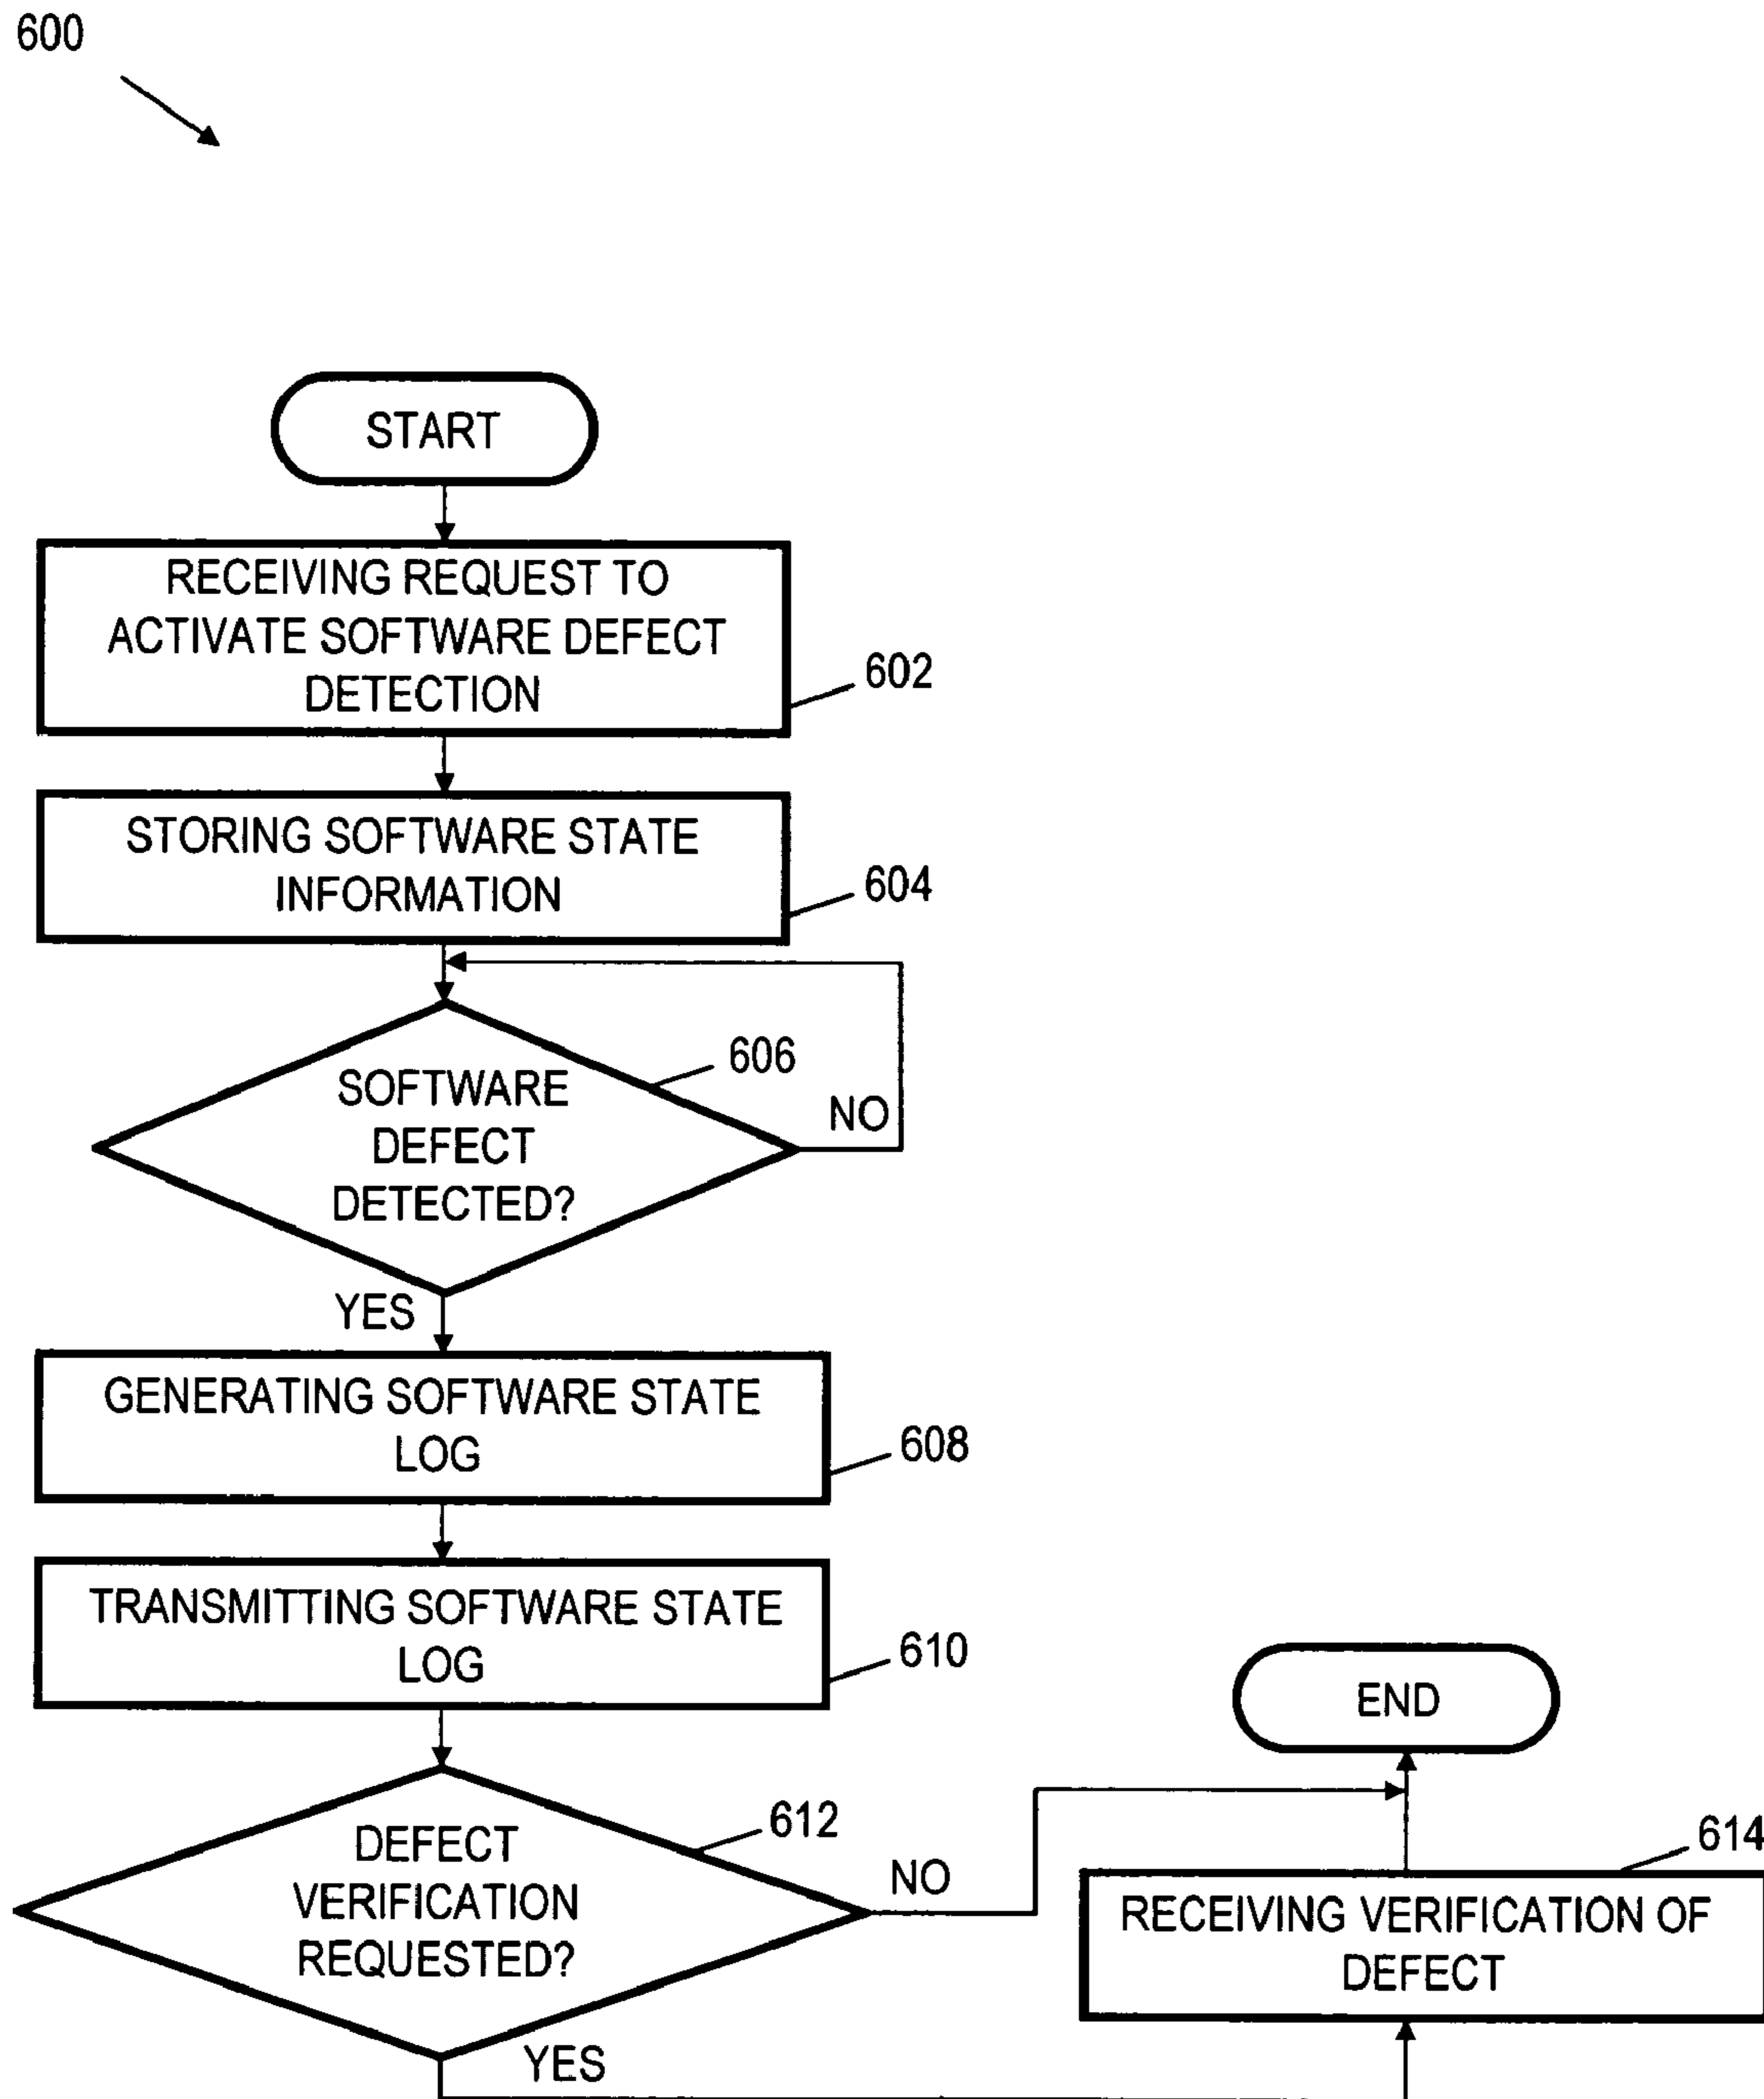 600
START
RECEIVING REQUEST TO
ACTIVATE SOFTWARE DEFECT
DETECTION
602
STORING SOFTWARE STATE
INFORMATION
604
606
SOFTWARE
DEFECT
DETECTED?
NO
YES
GENERATING SOFTWARE STATE
LOG
608
TRANSMITTING SOFTWARE STATE
LOG
610
END
612
DEFECT
VERIFICATION
REQUESTED?
NO
614
RECEIVING VERIFICATION OF
DEFECT
YES